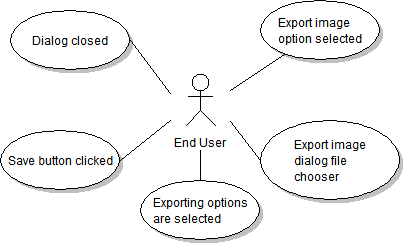 Dialog closed
Export image
option selected
End User
Save button clicked
Export image
dialog file
chooser
Exporting options
are selected